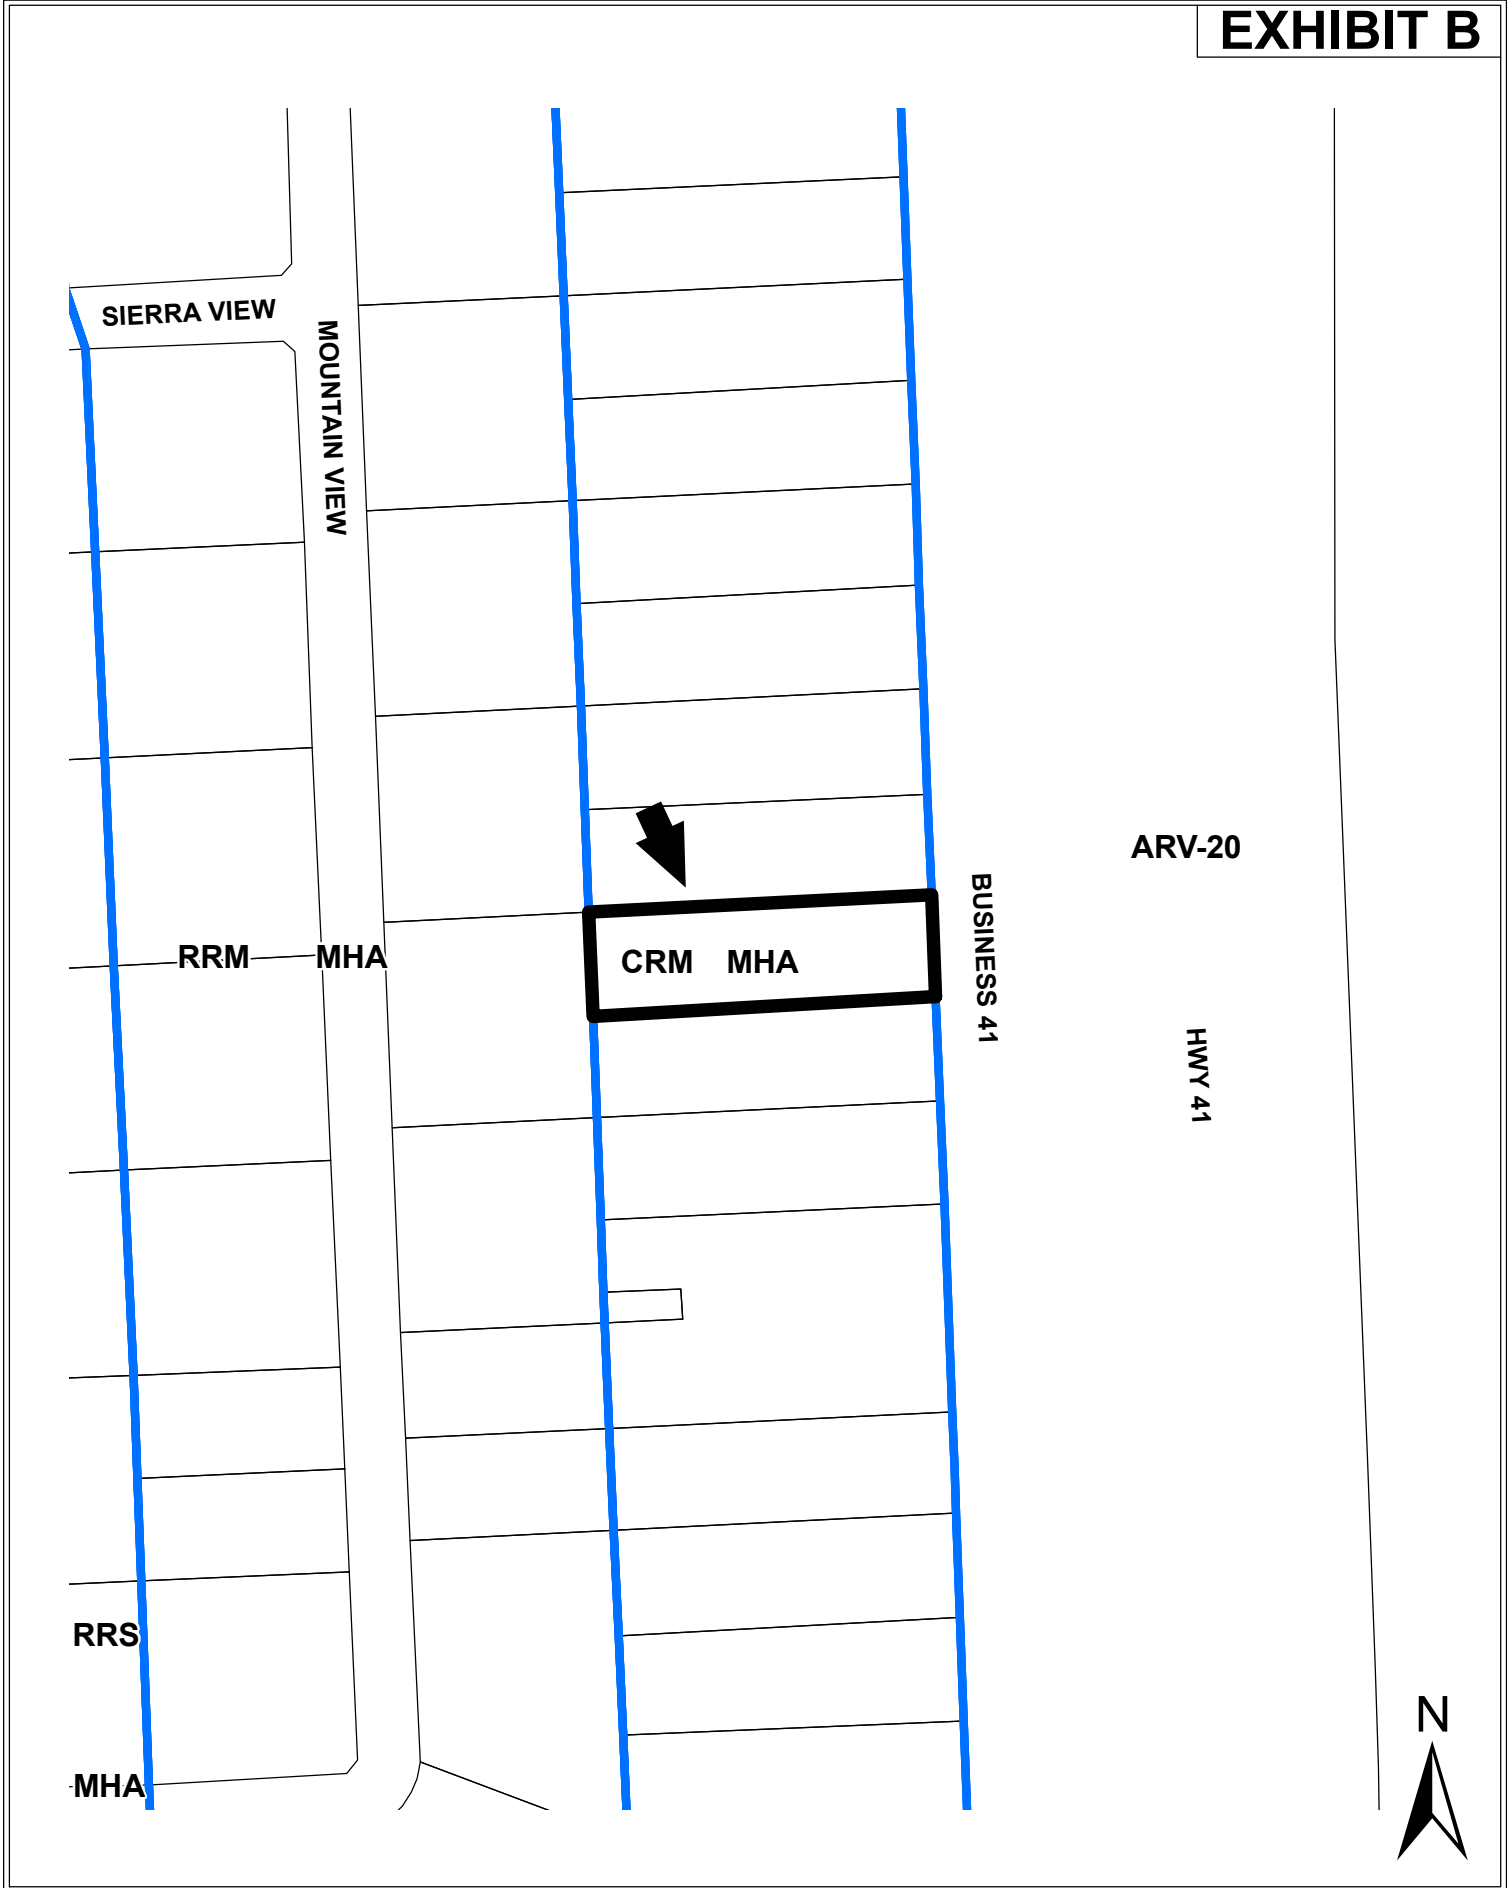 EXHIBIT B
SIERRA VIEW
MOUNTAIN VIEW
ARV-20
BUSINESS 41
RRM MHA
CRM MHA
HWY 41
RRS
MHA
N